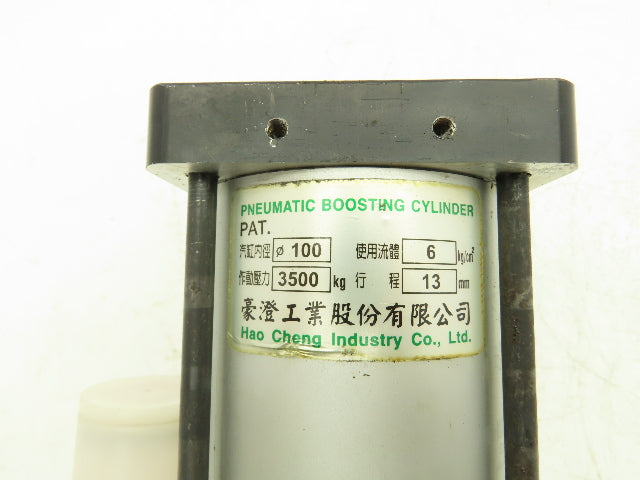 PNEUMATIC BOOSTING CYLINDER
PAT.
汽缸內徑 ø 100 使用流體 6 kg/cm²
作動壓力 3500 kg 行程 13 mm
豪澄工業股份有限公司
Hao Cheng Industry Co., Ltd.